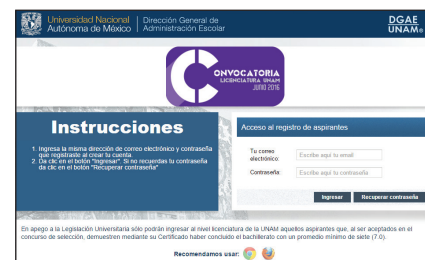 Universidad Nacional
Autónoma de México
Dirección General de
Administración Escolar
DGAE
UNAM®
CONVOCATORIA
LICENCIATURA UNAM
JUNIO 2016
Instrucciones
1. Ingresa la misma dirección de correo electrónico y contraseña
que registraste al crear tu cuenta.
2. Da clic en el botón "Ingresar". Si no recuerdas tu contraseña
da clic en el botón "Recuperar contraseña"
Acceso al registro de aspirantes
Tu correo
electrónico:
Escribe aquí tu email
Contraseña:
Escribe aquí tu contraseña
Ingresar
Recuperar contraseña
En apego a la Legislación Universitaria sólo podrán ingresar al nivel licenciatura de la UNAM aquellos aspirantes que, al ser aceptados en el
concurso de selección, demuestren mediante su Certificado haber concluido el bachillerato con un promedio mínimo de siete (7.0).
Recomendamos usar: